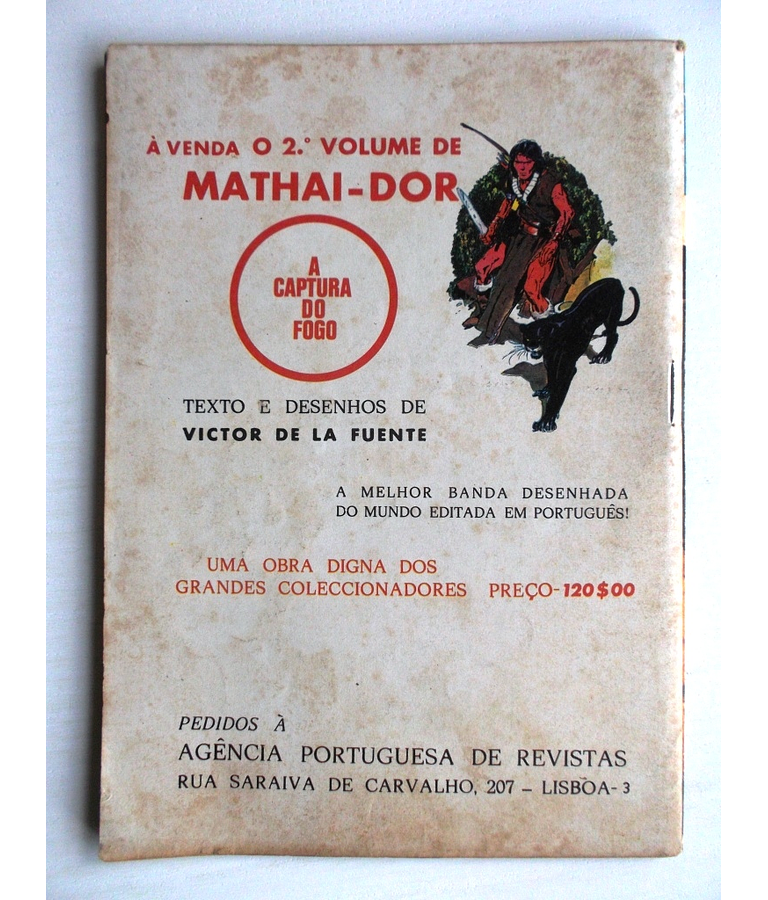 À VENDA O 2.º VOLUME DE
MATHAI-DOR
A
CAPTURA
DO
FOGO
TEXTO E DESENHOS DE
VICTOR DE LA FUENTE
A MELHOR BANDA DESENHADA
DO MUNDO EDITADA EM PORTUGUÊS!
UMA OBRA DIGNA DOS
GRANDES COLECCIONADORES PREÇO-120$00
PEDIDOS À
AGÊNCIA PORTUGUESA DE REVISTAS
RUA SARAIVA DE CARVALHO, 207 – LISBOA-3